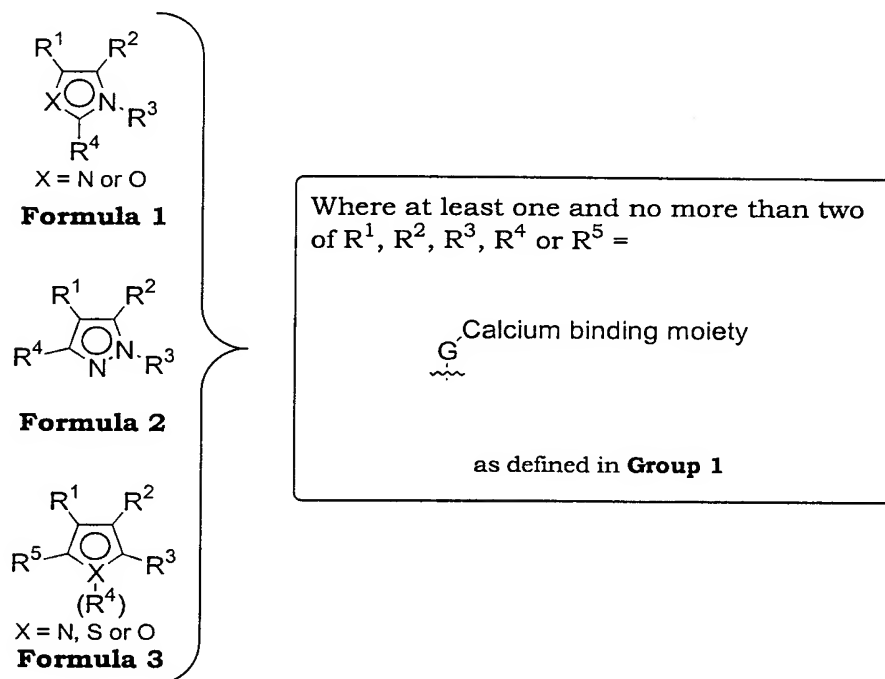 R¹ R²
X N R³
R⁴
X = N or O
Formula 1
R¹ R²
R⁴ N N R³
Formula 2
R¹ R²
R⁵ X R³
(R⁴)
X = N, S or O
Formula 3
Where at least one and no more than two
of R¹, R², R³, R⁴ or R⁵ =
G Calcium binding moiety
as defined in Group 1